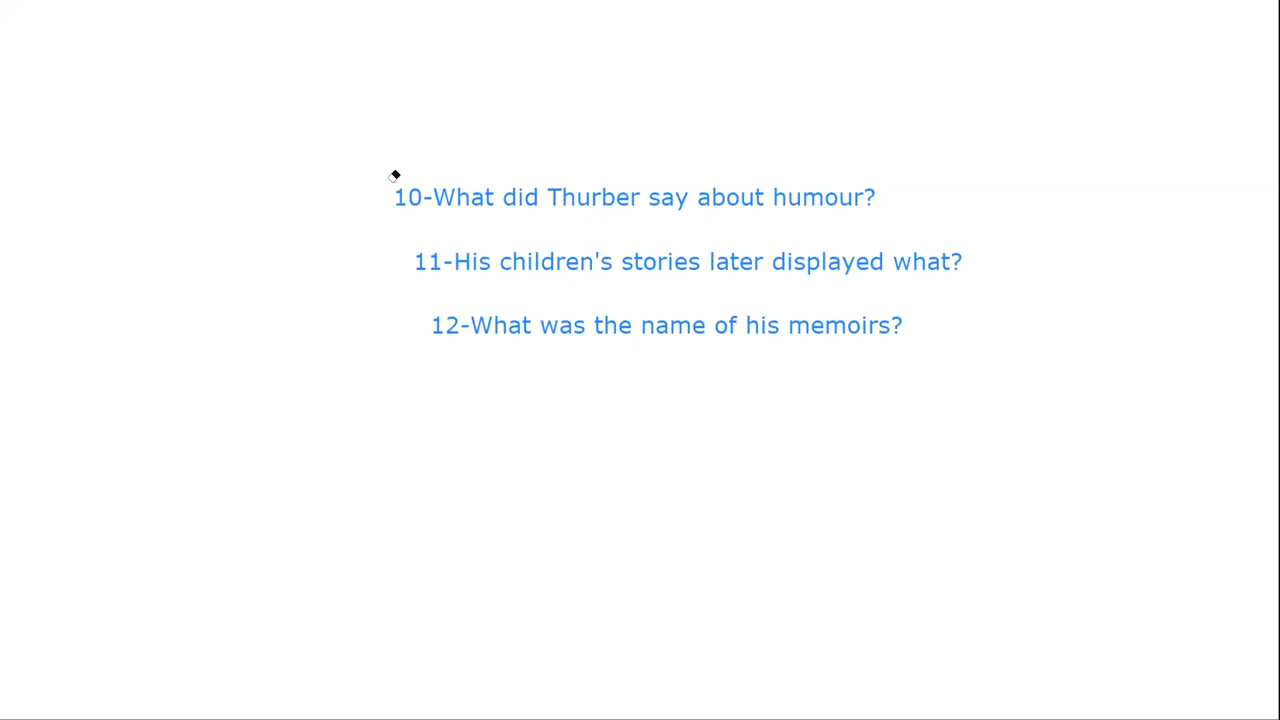 10-What did Thurber say about humour?
11-His children's stories later displayed what?
12-What was the name of his memoirs?